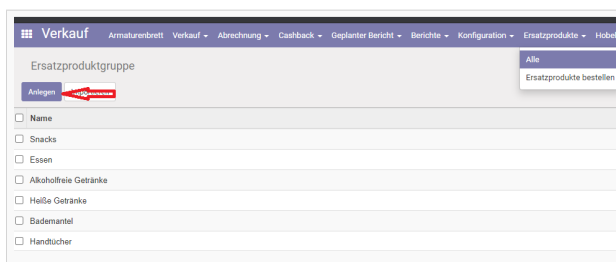 Verkauf Armaturenbrett Verkauf Abrechnung Cashback Geplanter Bericht Berichte Konfiguration Ersatzprodukte Hobel
Alle
Ersatzprodukte bestellen
Ersatzproduktgruppe
Anlegen
Name
Snacks
Essen
Alkoholfreie Getränke
Heiße Getränke
Bademantel
Handtücher